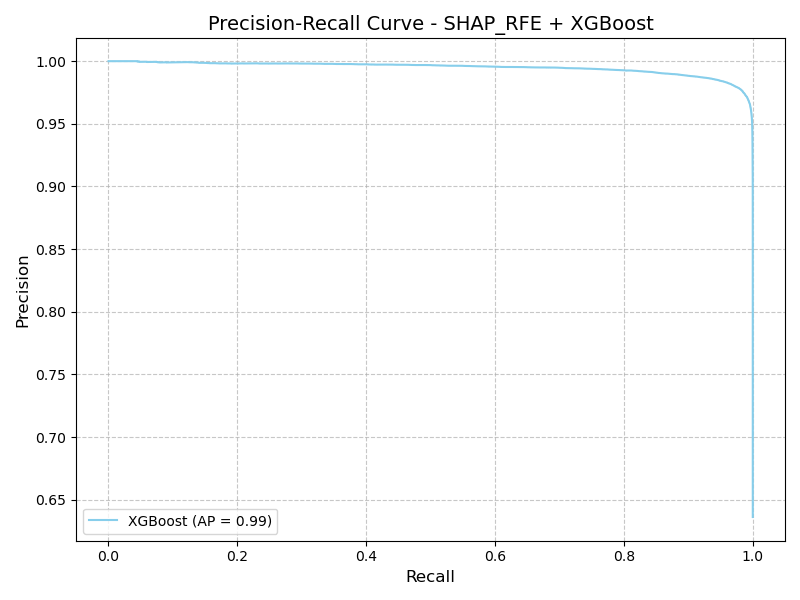 Precision-Recall Curve - SHAP_RFE + XGBoost
Precision
1.00
0.95
0.90
0.85
0.80
0.75
0.70
0.65
XGBoost (AP = 0.99)
0.0 0.2 0.4 0.6 0.8 1.0
Recall